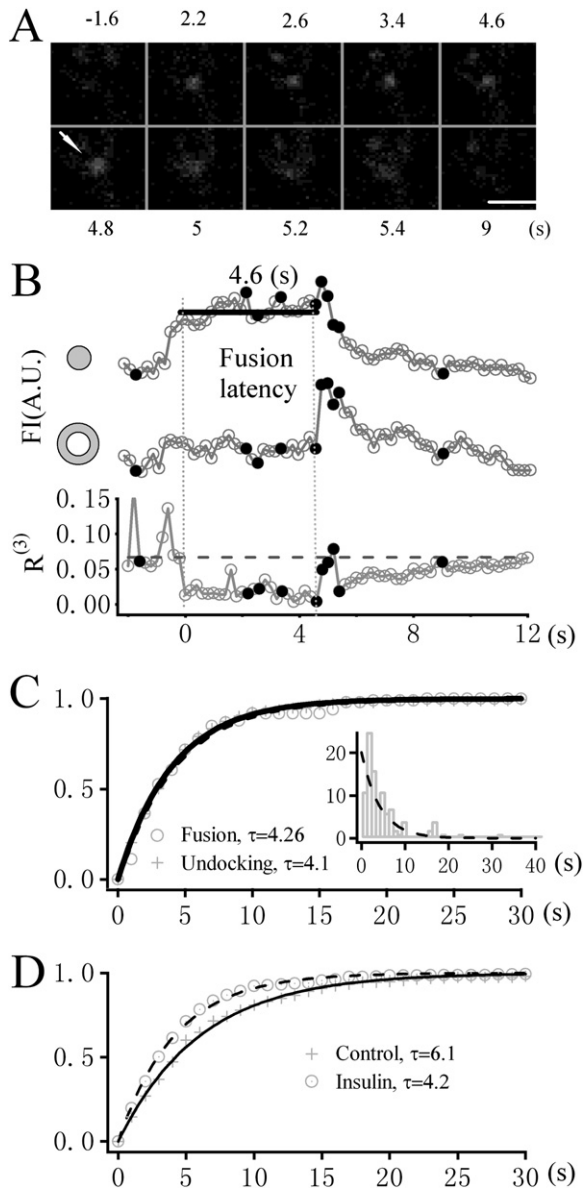 A
-1.6 2.2 2.6 3.4 4.6
4.8 5 5.2 5.4 9 (s)
B
4.6 (s)
Fusion
latency
FI(A.U.)
0.15
0.10
0.05
0.00
R(3)
0 4 8 12 (s)
C
1.0
0.5
0.0
Fusion, τ=4.26
Undocking, τ=4.1
20
10
0
0 10 20 30 40 (s)
0 5 10 15 20 25 30 (s)
D
1.0
0.5
0.0
Control, τ=6.1
Insulin, τ=4.2
0 5 10 15 20 25 30 (s)